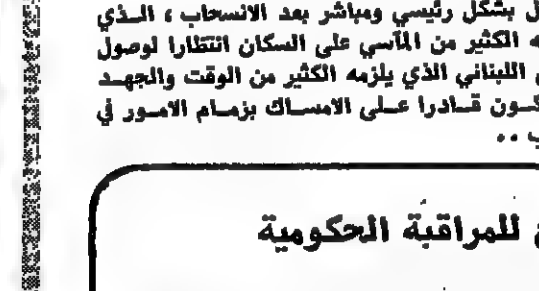 ل بشكل رئيسي ومباشر بعد الانسحاب ، الذي
ه الكثير من المآسي على السكان انتظارا لوصول
اللبناني الذي يلزمه الكثير من الوقت والجهد
كون قادرا على الامساك بزمام الامور في
ب ..
للمراقبة الحكومية